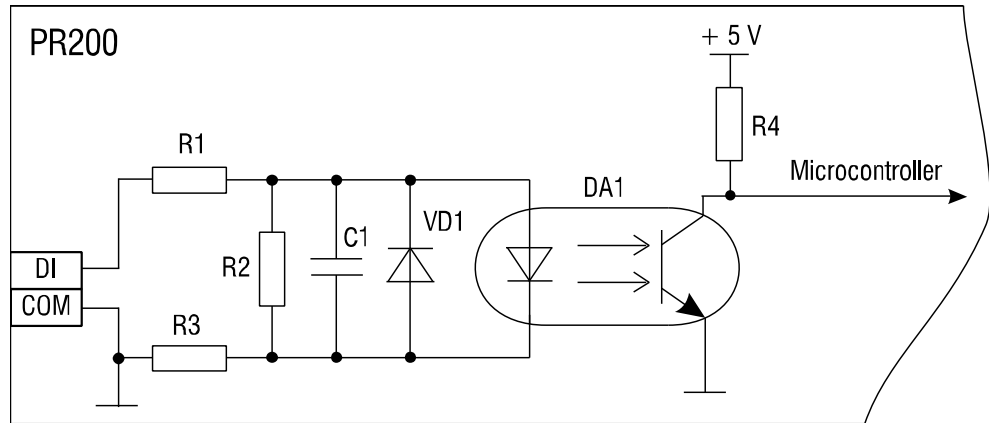 PR200
+ 5 V
R4
R1
Microcontroller
DA1
VD1
C1
R2
DI
COM
R3